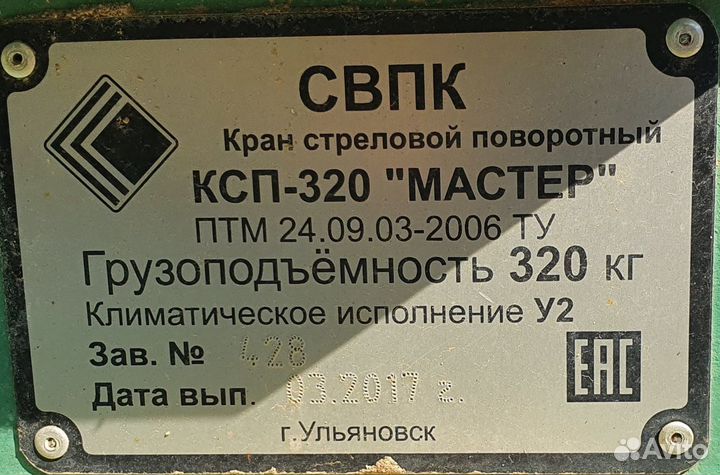 СВПК
Кран стреловой поворотный
КСП-320 "МАСТЕР"
ПТМ 24.09.03-2006 ТУ
Грузоподъёмность 320 кг
Климатическое исполнение У2
Зав. № 428
Дата вып. 03.2017 г.
EAC
г.Ульяновск
Avito